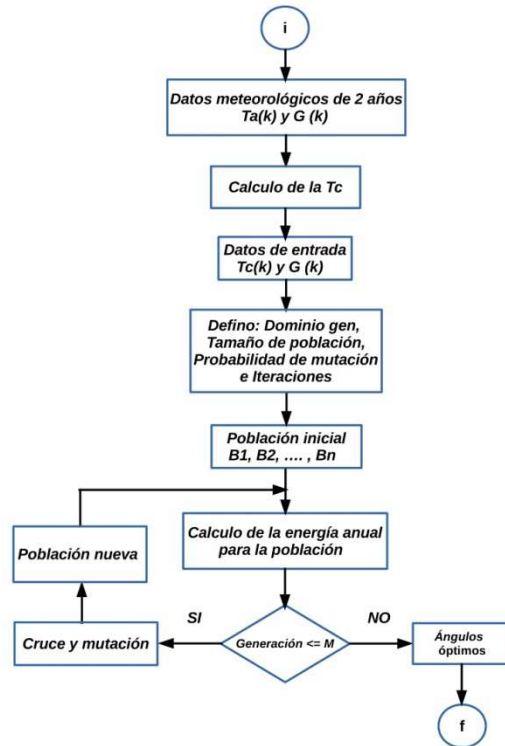 i
Datos meteorológicos de 2 años
Ta(k) y G (k)
Calculo de la Tc
Datos de entrada
Tc(k) y G (k)
Defino: Dominio gen,
Tamaño de población,
Probabilidad de mutación
e Iteraciones
Población inicial
B1, B2, .... , Bn
Calculo de la energía anual
para la población
Población nueva
SI
NO
Cruce y mutación
Generación <= M
Ángulos
óptimos
f